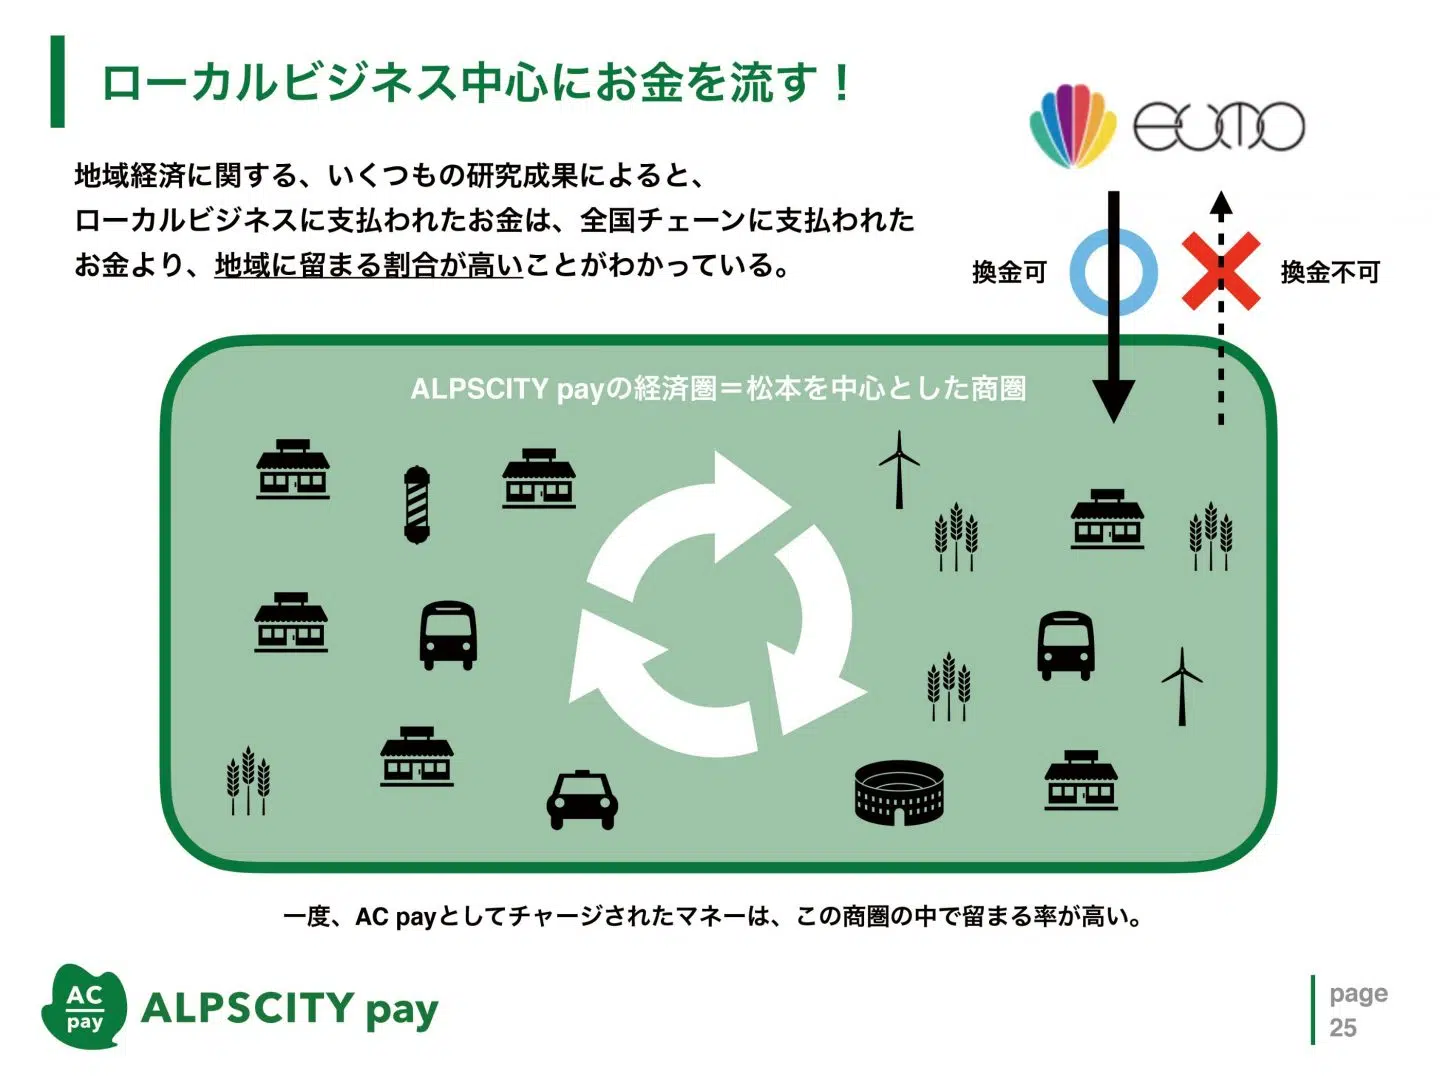 ローカルビジネス中心にお金を流す！
eumo
地域経済に関する、いくつもの研究成果によると、
ローカルビジネスに支払われたお金は、全国チェーンに支払われた
お金より、地域に留まる割合が高いことがわかっている。
換金可
換金不可
ALPSCITY payの経済圏＝松本を中心とした商圏
一度、AC payとしてチャージされたマネーは、この商圏の中で留まる率が高い。
AC
pay
ALPSCITY pay
page
25